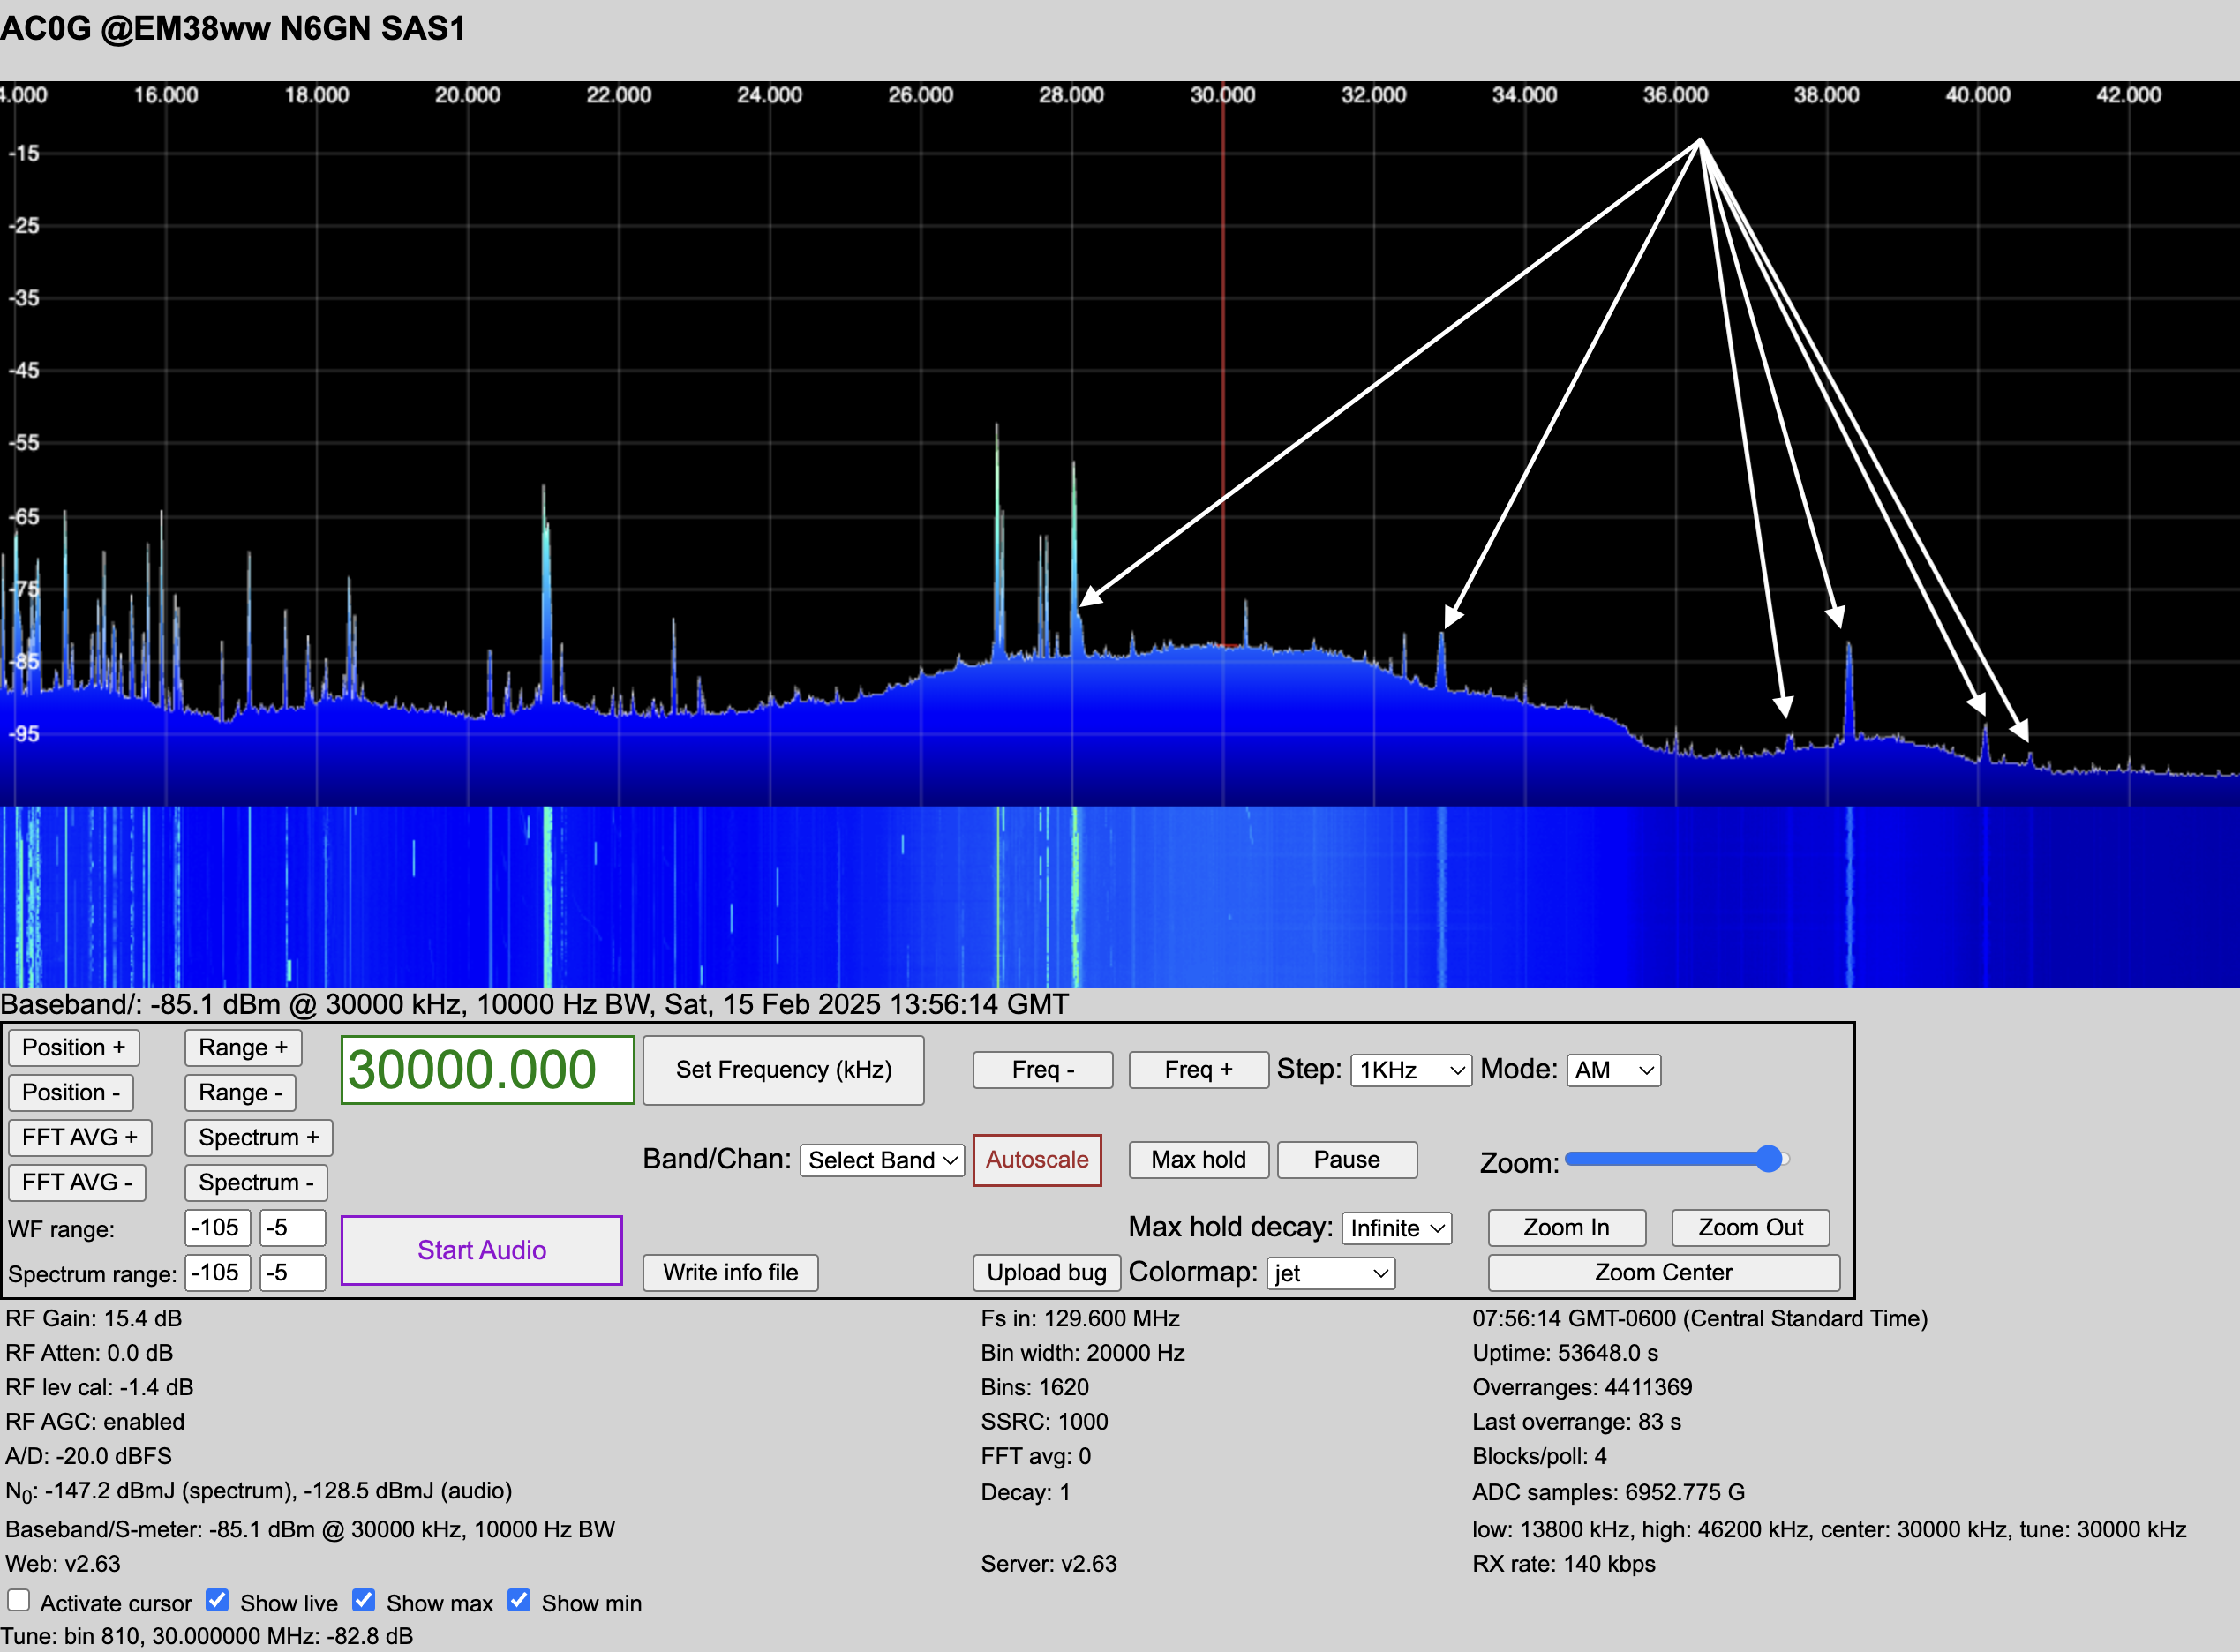 AC0G @EM38ww N6GN SAS1
4.000 16.000 18.000 20.000 22.000 24.000 26.000 28.000 30.000 32.000 34.000 36.000 38.000 40.000 42.000
-15
-25
-35
-45
-55
-65
-75
-85
-95
Baseband/: -85.1 dBm @ 30000 kHz, 10000 Hz BW, Sat, 15 Feb 2025 13:56:14 GMT
Position + Range + 30000.000 Set Frequency (kHz) Freq - Freq + Step: 1KHz Mode: AM
Position - Range -
FFT AVG + Spectrum + Band/Chan: Select Band Autoscale Max hold Pause Zoom:
FFT AVG - Spectrum -
WF range: -105 -5 Start Audio Max hold decay: Infinite Zoom In Zoom Out
Spectrum range: -105 -5 Write info file Upload bug Colormap: jet Zoom Center
RF Gain: 15.4 dB Fs in: 129.600 MHz 07:56:14 GMT-0600 (Central Standard Time)
RF Atten: 0.0 dB Bin width: 20000 Hz Uptime: 53648.0 s
RF lev cal: -1.4 dB Bins: 1620 Overranges: 4411369
RF AGC: enabled SSRC: 1000 Last overrange: 83 s
A/D: -20.0 dBFS FFT avg: 0 Blocks/poll: 4
N0: -147.2 dBmJ (spectrum), -128.5 dBmJ (audio) Decay: 1 ADC samples: 6952.775 G
Baseband/S-meter: -85.1 dBm @ 30000 kHz, 10000 Hz BW low: 13800 kHz, high: 46200 kHz, center: 30000 kHz, tune: 30000 kHz
Web: v2.63 Server: v2.63 RX rate: 140 kbps
Activate cursor Show live Show max Show min
Tune: bin 810, 30.000000 MHz: -82.8 dB